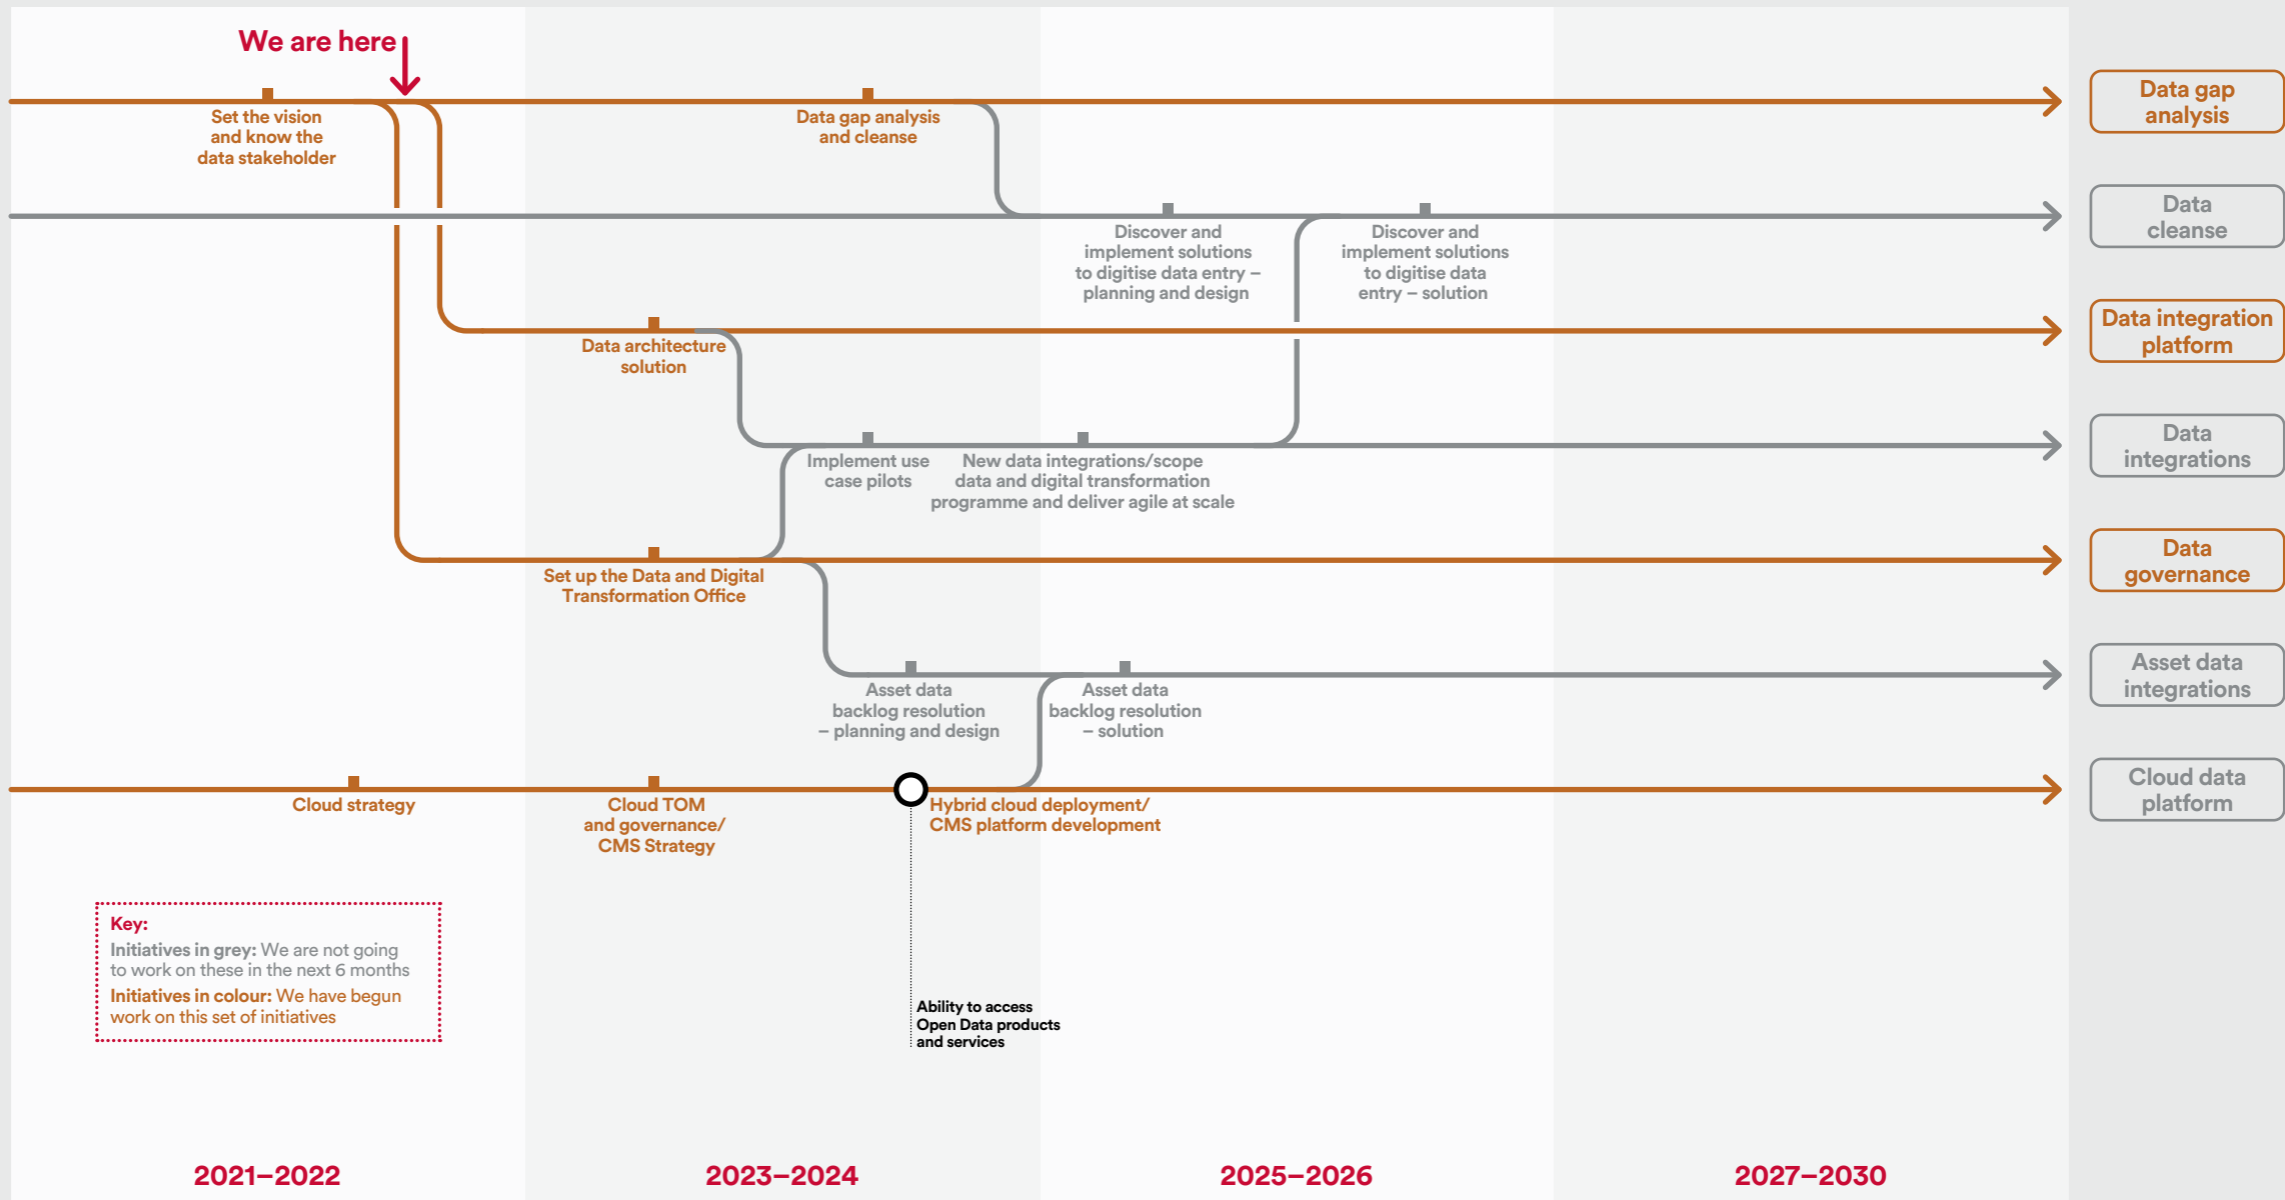 We are here
Set the vision
and know the
data stakeholder
Data gap analysis
and cleanse
Data gap
analysis
Discover and
implement solutions
to digitise data entry –
planning and design
Discover and
implement solutions
to digitise data
entry – solution
Data
cleanse
Data architecture
solution
Data integration
platform
Implement use
case pilots
New data integrations/scope
data and digital transformation
programme and deliver agile at scale
Data
integrations
Set up the Data and Digital
Transformation Office
Data
governance
Asset data
backlog resolution
– planning and design
Asset data
backlog resolution
– solution
Asset data
integrations
Cloud strategy
Cloud TOM
and governance/
CMS Strategy
Hybrid cloud deployment/
CMS platform development
Cloud data
platform
Key:
Initiatives in grey: We are not going
to work on these in the next 6 months
Initiatives in colour: We have begun
work on this set of initiatives
Ability to access
Open Data products
and services
2021–2022
2023–2024
2025–2026
2027–2030